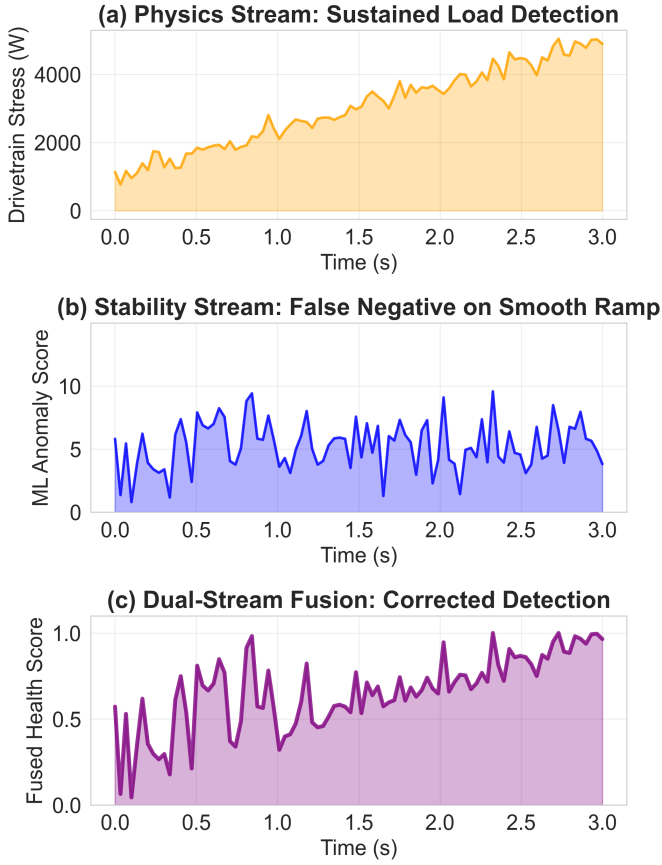 (a) Physics Stream: Sustained Load Detection
Drivetrain Stress (W)
4000
2000
0
0.0 0.5 1.0 1.5 2.0 2.5 3.0
Time (s)
(b) Stability Stream: False Negative on Smooth Ramp
ML Anomaly Score
10
5
0
0.0 0.5 1.0 1.5 2.0 2.5 3.0
Time (s)
(c) Dual-Stream Fusion: Corrected Detection
Fused Health Score
1.0
0.5
0.0
0.0 0.5 1.0 1.5 2.0 2.5 3.0
Time (s)